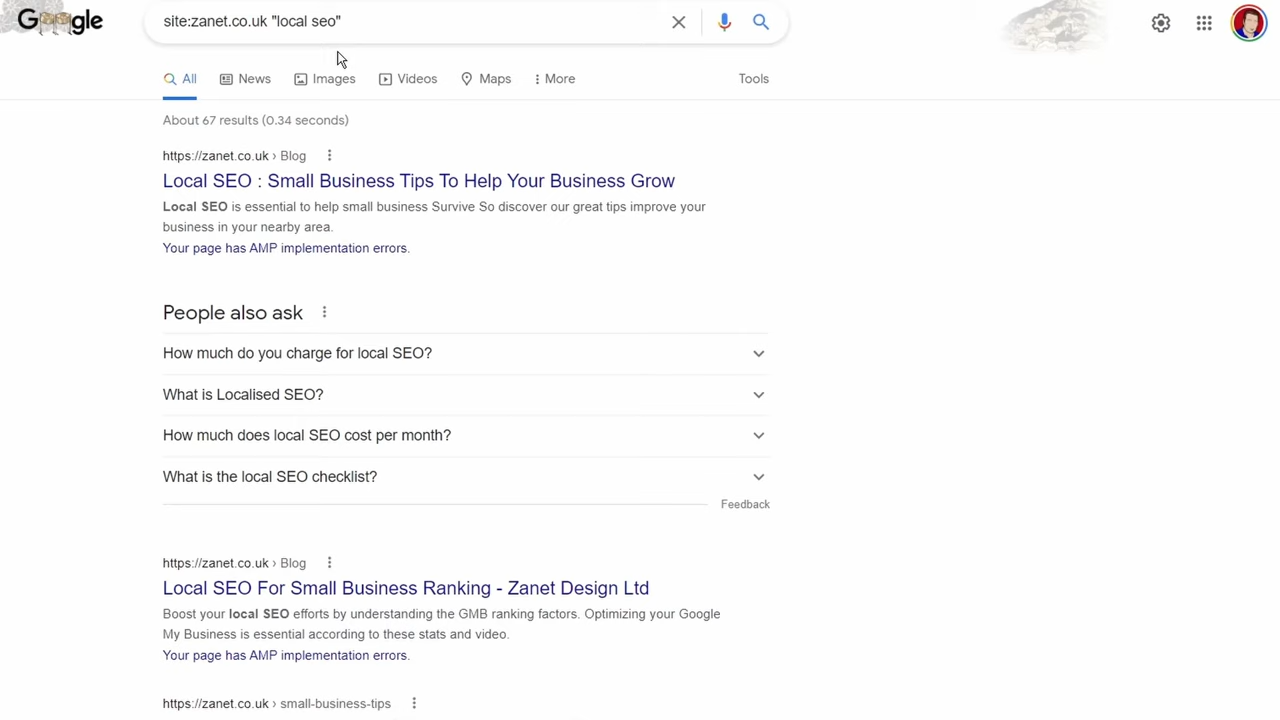 Google
site:zanet.co.uk "local seo"
All News Images Videos Maps More Tools
About 67 results (0.34 seconds)
https://zanet.co.uk › Blog
Local SEO : Small Business Tips To Help Your Business Grow
Local SEO is essential to help small business Survive So discover our great tips improve your
business in your nearby area.
Your page has AMP implementation errors.
People also ask
How much do you charge for local SEO?
What is Localised SEO?
How much does local SEO cost per month?
What is the local SEO checklist?
Feedback
https://zanet.co.uk › Blog
Local SEO For Small Business Ranking - Zanet Design Ltd
Boost your local SEO efforts by understanding the GMB ranking factors. Optimizing your Google
My Business is essential according to these stats and video.
Your page has AMP implementation errors.
https://zanet.co.uk › small-business-tips